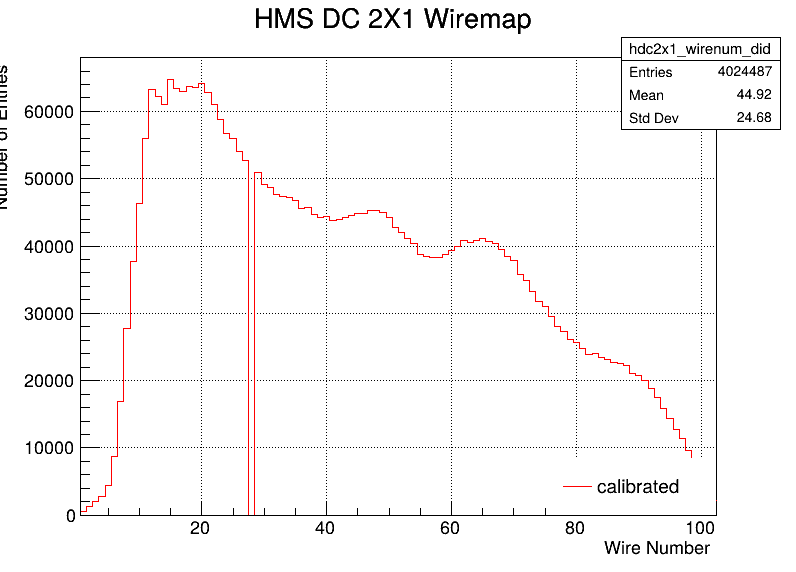 HMS DC 2X1 Wiremap
hdc2x1_wirenum_did
Entries 4024487
Mean 44.92
Std Dev 24.68
Number of Entries
60000
50000
40000
30000
20000
10000
0
calibrated
20 40 60 80 100
Wire Number